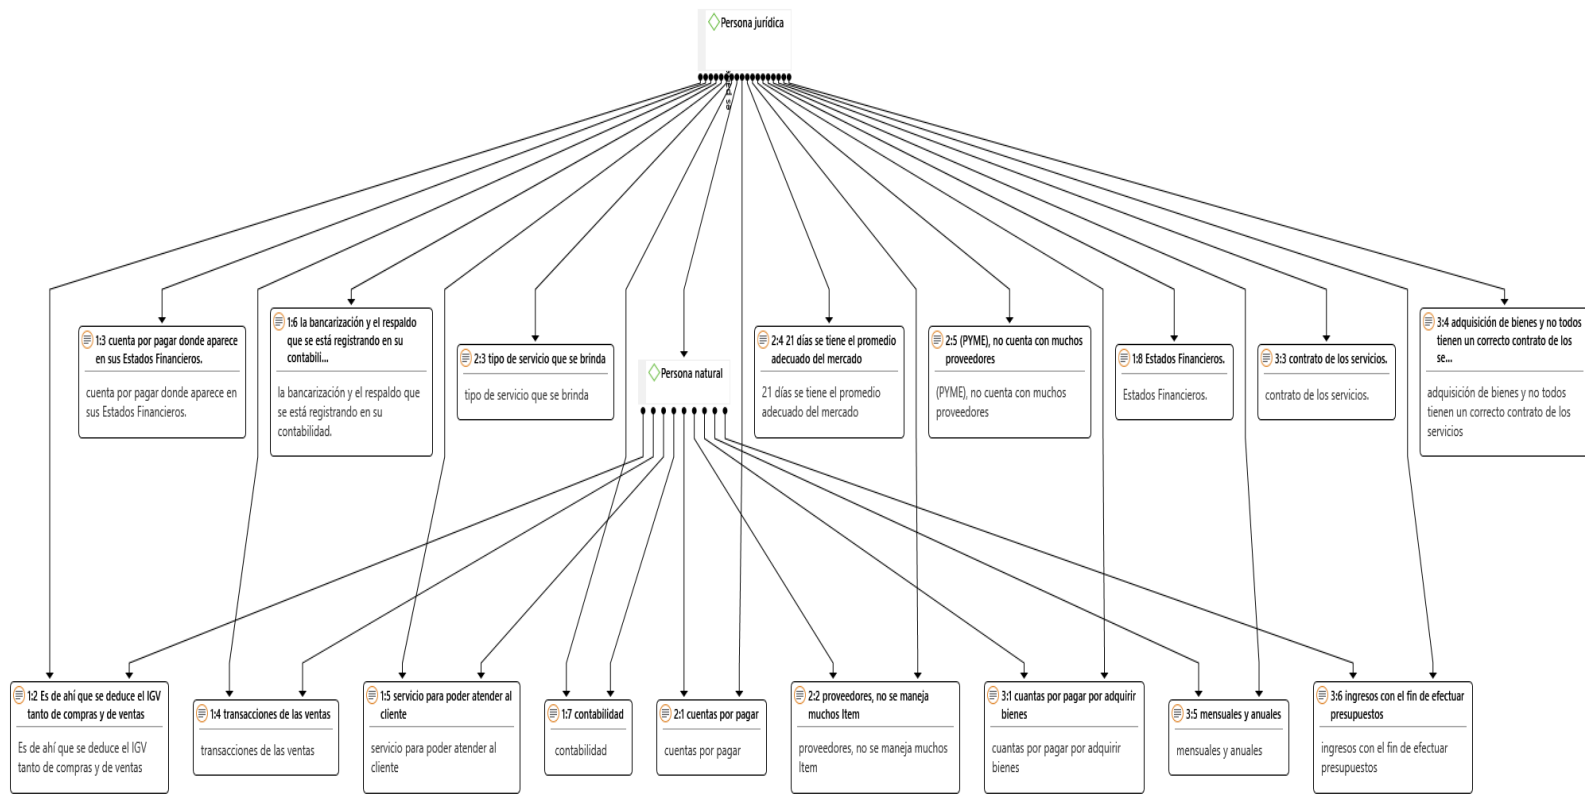 Persona jurídica
1:3 cuenta por pagar donde aparece
en sus Estados Financieros.
cuenta por pagar donde aparece en
sus Estados Financieros.
1:6 la bancarización y el respaldo
que se está registrando en su
contabili...
la bancarización y el respaldo que
se está registrando en su
contabilidad.
2:3 tipo de servicio que se brinda
tipo de servicio que se brinda
Persona natural
2:4 21 días se tiene el promedio
adecuado del mercado
21 días se tiene el promedio
adecuado del mercado
2:5 (PYME), no cuenta con muchos
proveedores
(PYME), no cuenta con muchos
proveedores
1:8 Estados Financieros.
Estados Financieros.
3:3 contrato de los servicios.
contrato de los servicios.
3:4 adquisición de bienes y no todos
tienen un correcto contrato de los
se...
adquisición de bienes y no todos
tienen un correcto contrato de los
servicios
1:2 Es de ahí que se deduce el IGV
tanto de compras y de ventas
Es de ahí que se deduce el IGV
tanto de compras y de ventas
1:4 transacciones de las ventas
transacciones de las ventas
1:5 servicio para poder atender al
cliente
servicio para poder atender al
cliente
1:7 contabilidad
contabilidad
2:1 cuentas por pagar
cuentas por pagar
2:2 proveedores, no se maneja
muchos Item
proveedores, no se maneja muchos
Item
3:1 cuantas por pagar por adquirir
bienes
cuantas por pagar por adquirir
bienes
3:5 mensuales y anuales
mensuales y anuales
3:6 ingresos con el fin de efectuar
presupuestos
ingresos con el fin de efectuar
presupuestos